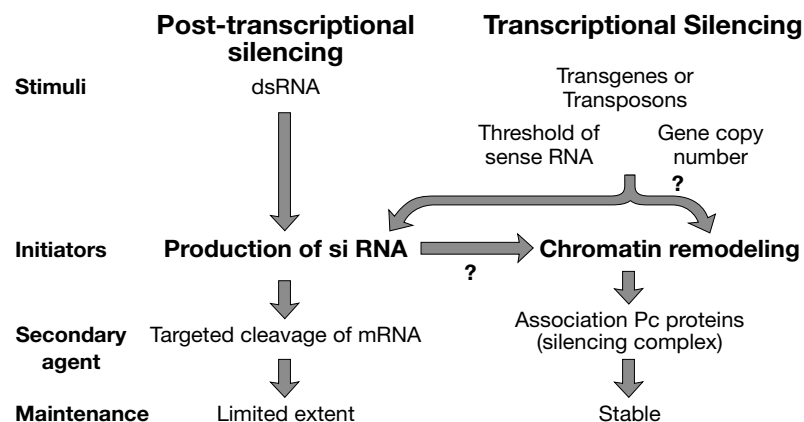 Post-transcriptional
silencing
Transcriptional Silencing
Stimuli
dsRNA
Transgenes or
Transposons
Threshold of
sense RNA
Gene copy
number
?
Initiators
Production of si RNA
?
Chromatin remodeling
Secondary
agent
Targeted cleavage of mRNA
Association Pc proteins
(silencing complex)
Maintenance
Limited extent
Stable